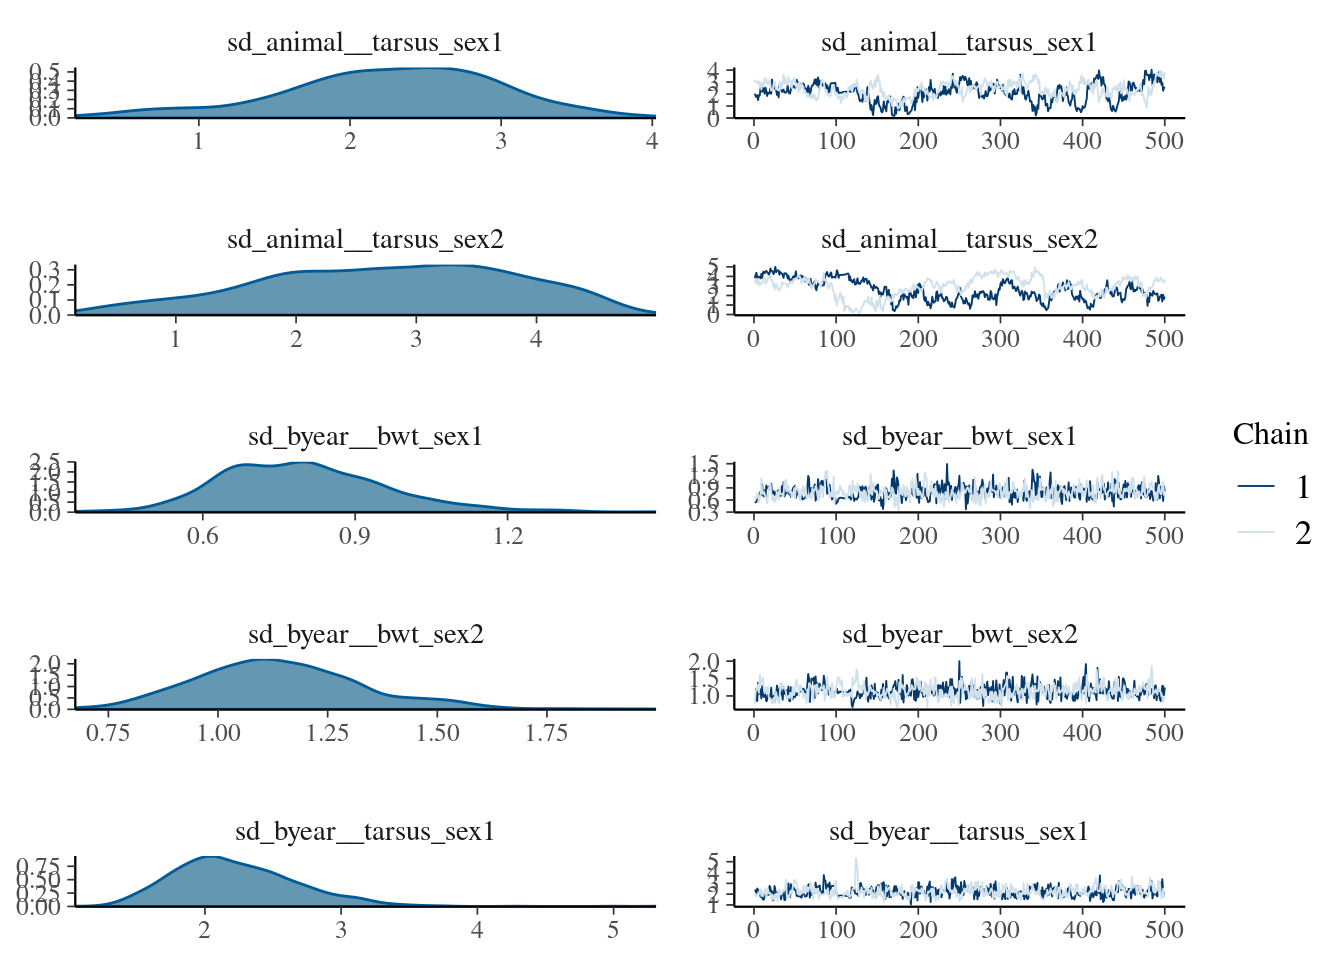 sd_animal__tarsus_sex1
0.5
0.4
0.3
0.2
0.1
0.0
1 2 3 4
sd_animal__tarsus_sex1
4
3
2
1
0
0 100 200 300 400 500
sd_animal__tarsus_sex2
0.3
0.2
0.1
0.0
1 2 3 4
sd_animal__tarsus_sex2
5
4
3
2
1
0
0 100 200 300 400 500
sd_byear__bwt_sex1
2.5
2.0
1.5
1.0
0.5
0.0
0.6 0.9 1.2
sd_byear__bwt_sex1
1.5
1.2
0.9
0.6
0.3
0 100 200 300 400 500
Chain
1
2
sd_byear__bwt_sex2
2.0
1.5
1.0
0.5
0.0
0.75 1.00 1.25 1.50 1.75
sd_byear__bwt_sex2
2.0
1.5
1.0
0 100 200 300 400 500
sd_byear__tarsus_sex1
0.75
0.50
0.25
0.00
2 3 4 5
sd_byear__tarsus_sex1
5
4
3
2
1
0 100 200 300 400 500